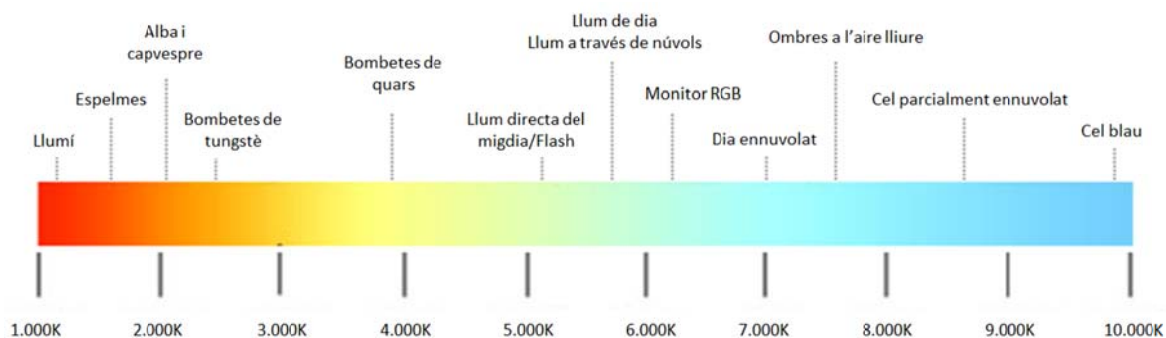 Llumí
Espelmes
Alba i
capvespre
Bombetes de
tungstè
Bombetes de
quars
Llum directa del
migdia/Flash
Llum de dia
Llum a través de núvols
Monitor RGB
Dia ennuvolat
Ombres a l'aire lliure
Cel parcialment ennuvolat
Cel blau
1.000K
2.000K
3.000K
4.000K
5.000K
6.000K
7.000K
8.000K
9.000K
10.000K